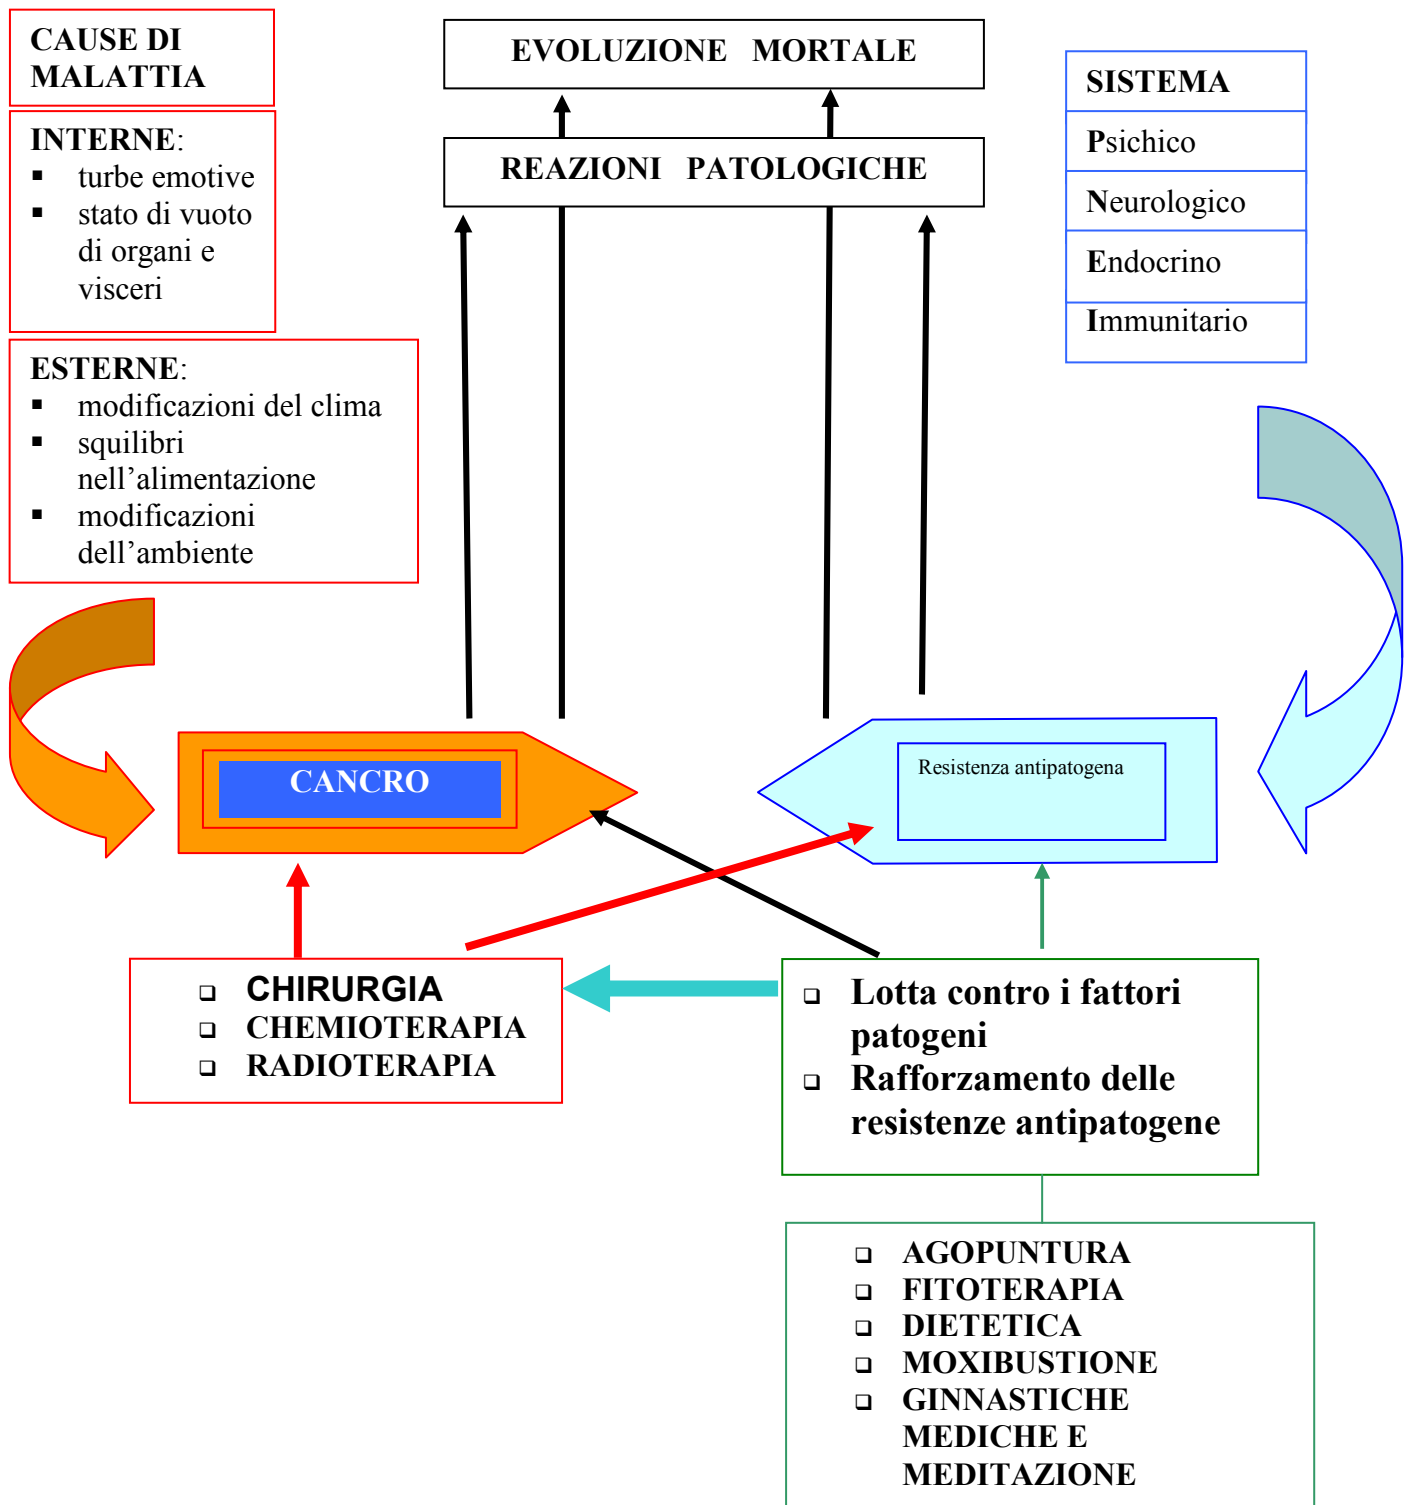 CAUSE DI
MALATTIA
INTERNE:
▪ turbe emotive
▪ stato di vuoto
di organi e
visceri
ESTERNE:
▪ modificazioni del clima
▪ squilibri
nell’alimentazione
▪ modificazioni
dell’ambiente
EVOLUZIONE MORTALE
REAZIONI PATOLOGICHE
SISTEMA
Psichico
Neurologico
Endocrino
Immunitario
CANCRO
Resistenza antipatogena
❑ CHIRURGIA
❑ CHEMIOTERAPIA
❑ RADIOTERAPIA
❑ Lotta contro i fattori
patogeni
❑ Rafforzamento delle
resistenze antipatogene
❑ AGOPUNTURA
❑ FITOTERAPIA
❑ DIETETICA
❑ MOXIBUSTIONE
❑ GINNASTICHE
MEDICHE E
MEDITAZIONE